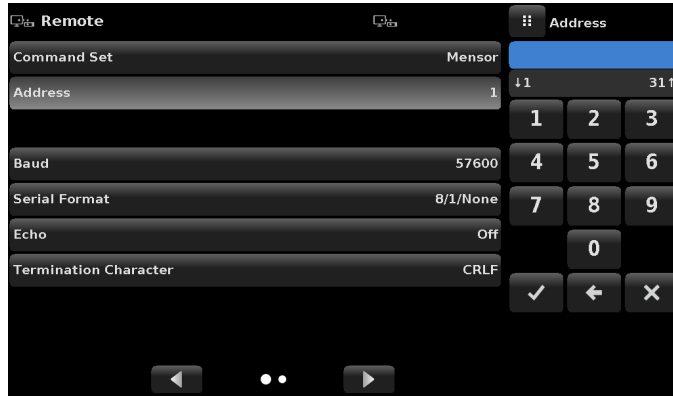 Remote
Command Set Mensor
Address 1
Baud 57600
Serial Format 8/1/None
Echo Off
Termination Character CRLF
Address
↓1 31↑
1 2 3
4 5 6
7 8 9
0